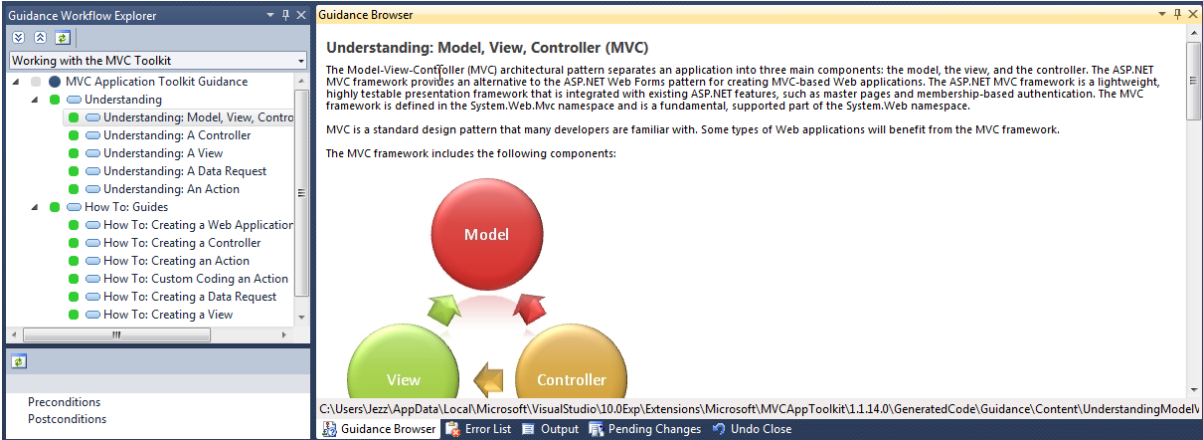 Guidance Workflow Explorer
Working with the MVC Toolkit
MVC Application Toolkit Guidance
Understanding
Understanding: Model, View, Contro
Understanding: A Controller
Understanding: A View
Understanding: A Data Request
Understanding: An Action
How To: Guides
How To: Creating a Web Application
How To: Creating a Controller
How To: Creating an Action
How To: Custom Coding an Action
How To: Creating a Data Request
How To: Creating a View
Preconditions
Postconditions
Guidance Browser
Understanding: Model, View, Controller (MVC)
The Model-View-Controller (MVC) architectural pattern separates an application into three main components: the model, the view, and the controller. The ASP.NET
MVC framework provides an alternative to the ASP.NET Web Forms pattern for creating MVC-based Web applications. The ASP.NET MVC framework is a lightweight,
highly testable presentation framework that is integrated with existing ASP.NET features, such as master pages and membership-based authentication. The MVC
framework is defined in the System.Web.Mvc namespace and is a fundamental, supported part of the System.Web namespace.
MVC is a standard design pattern that many developers are familiar with. Some types of Web applications will benefit from the MVC framework.
The MVC framework includes the following components:
Model
View
Controller
C:\Users\Jezz\AppData\Local\Microsoft\VisualStudio\10.0Exp\Extensions\Microsoft\MVCAppToolkit\1.1.14.0\GeneratedCode\Guidance\Content\UnderstandingModelV
Guidance Browser Error List Output Pending Changes Undo Close